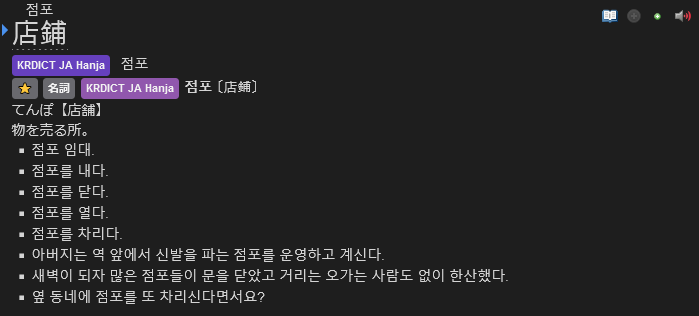 점포
店鋪
KRDICT JA Hanja 점포
名詞 KRDICT JA Hanja 점포〔店鋪〕
てんぽ【店舗】
物を売る所。
점포 임대.
점포를 내다.
점포를 닫다.
점포를 열다.
점포를 차리다.
아버지는 역 앞에서 신발을 파는 점포를 운영하고 계신다.
새벽이 되자 많은 점포들이 문을 닫았고 거리는 오가는 사람도 없이 한산했다.
옆 동네에 점포를 또 차리신다면서요?